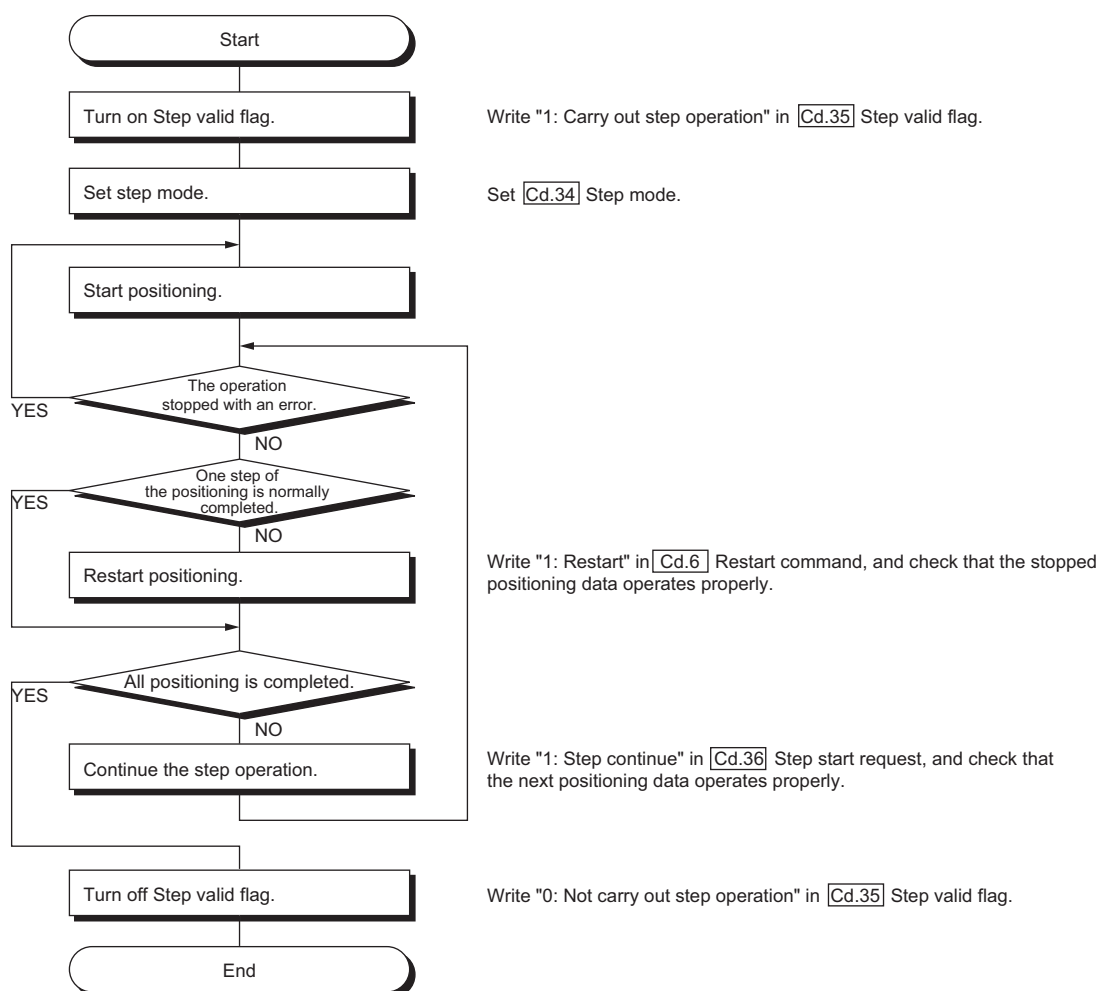 Start
Turn on Step valid flag.
Write "1: Carry out step operation" in Cd.35 Step valid flag.
Set step mode.
Set Cd.34 Step mode.
Start positioning.
The operation
stopped with an error.
YES
NO
One step of
the positioning is normally
completed.
YES
NO
Restart positioning.
Write "1: Restart" in Cd.6 Restart command, and check that the stopped
positioning data operates properly.
All positioning is completed.
YES
NO
Continue the step operation.
Write "1: Step continue" in Cd.36 Step start request, and check that
the next positioning data operates properly.
Turn off Step valid flag.
Write "0: Not carry out step operation" in Cd.35 Step valid flag.
End